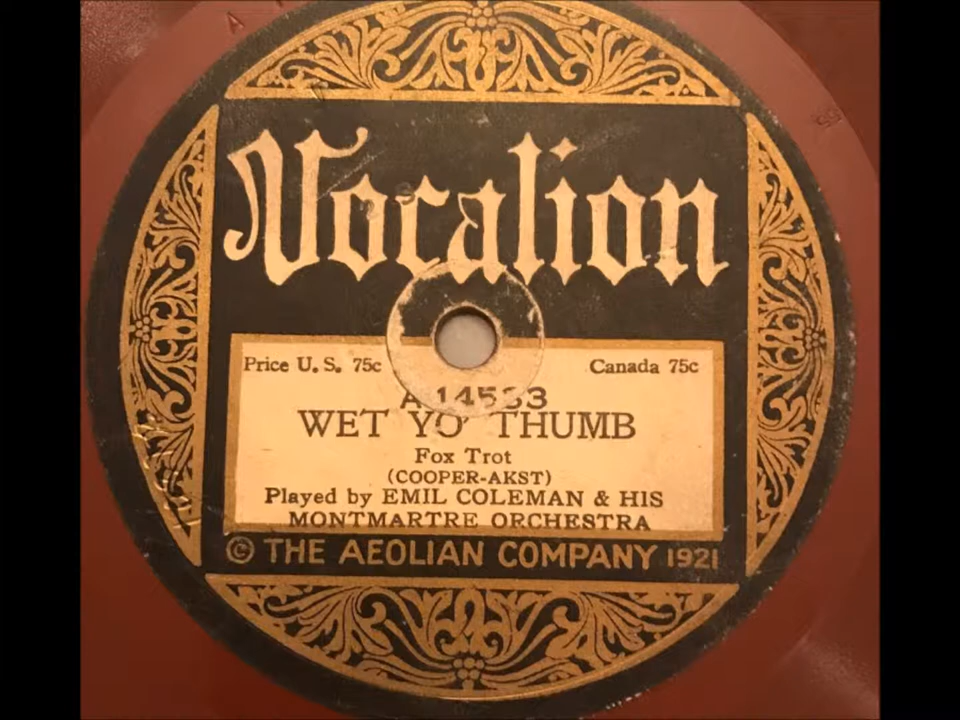 Vocalion
Price U. S. 75c Canada 75c
A 14533
WET YO' THUMB
Fox Trot
(COOPER-AKST)
Played by EMIL COLEMAN & HIS
MONTMARTRE ORCHESTRA
© THE AEOLIAN COMPANY 1921